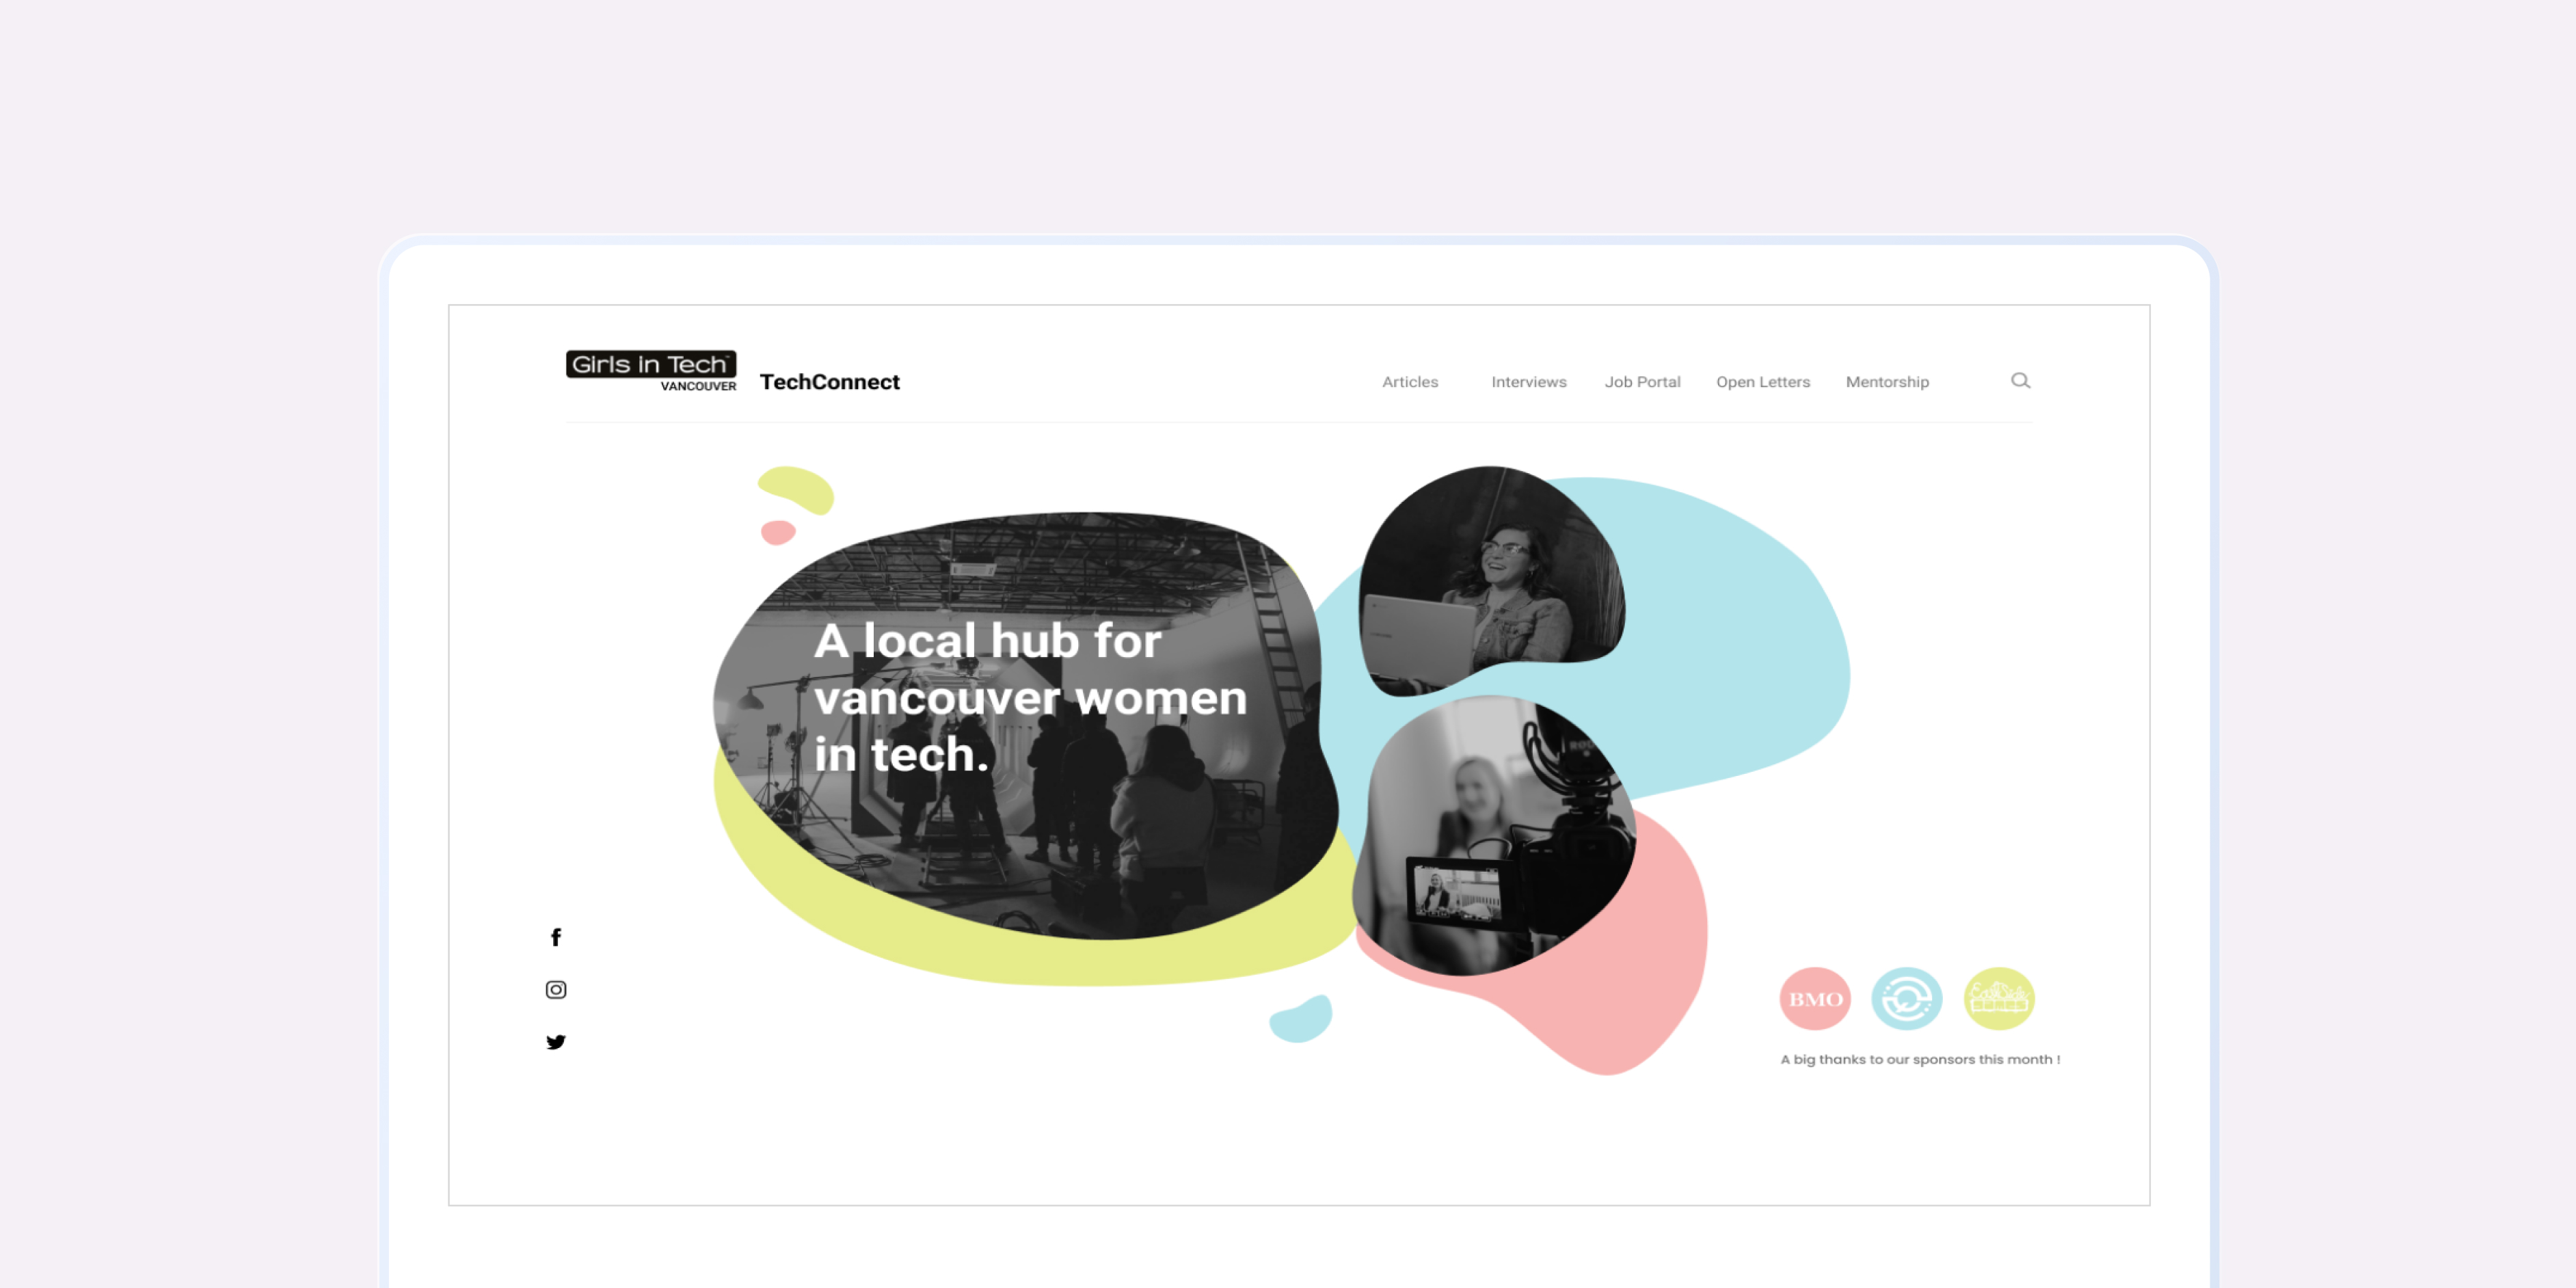 Girls in Tech™
VANCOUVER
TechConnect
Articles
Interviews
Job Portal
Open Letters
Mentorship
A local hub for
vancouver women
in tech.
BMO
A big thanks to our sponsors this month !